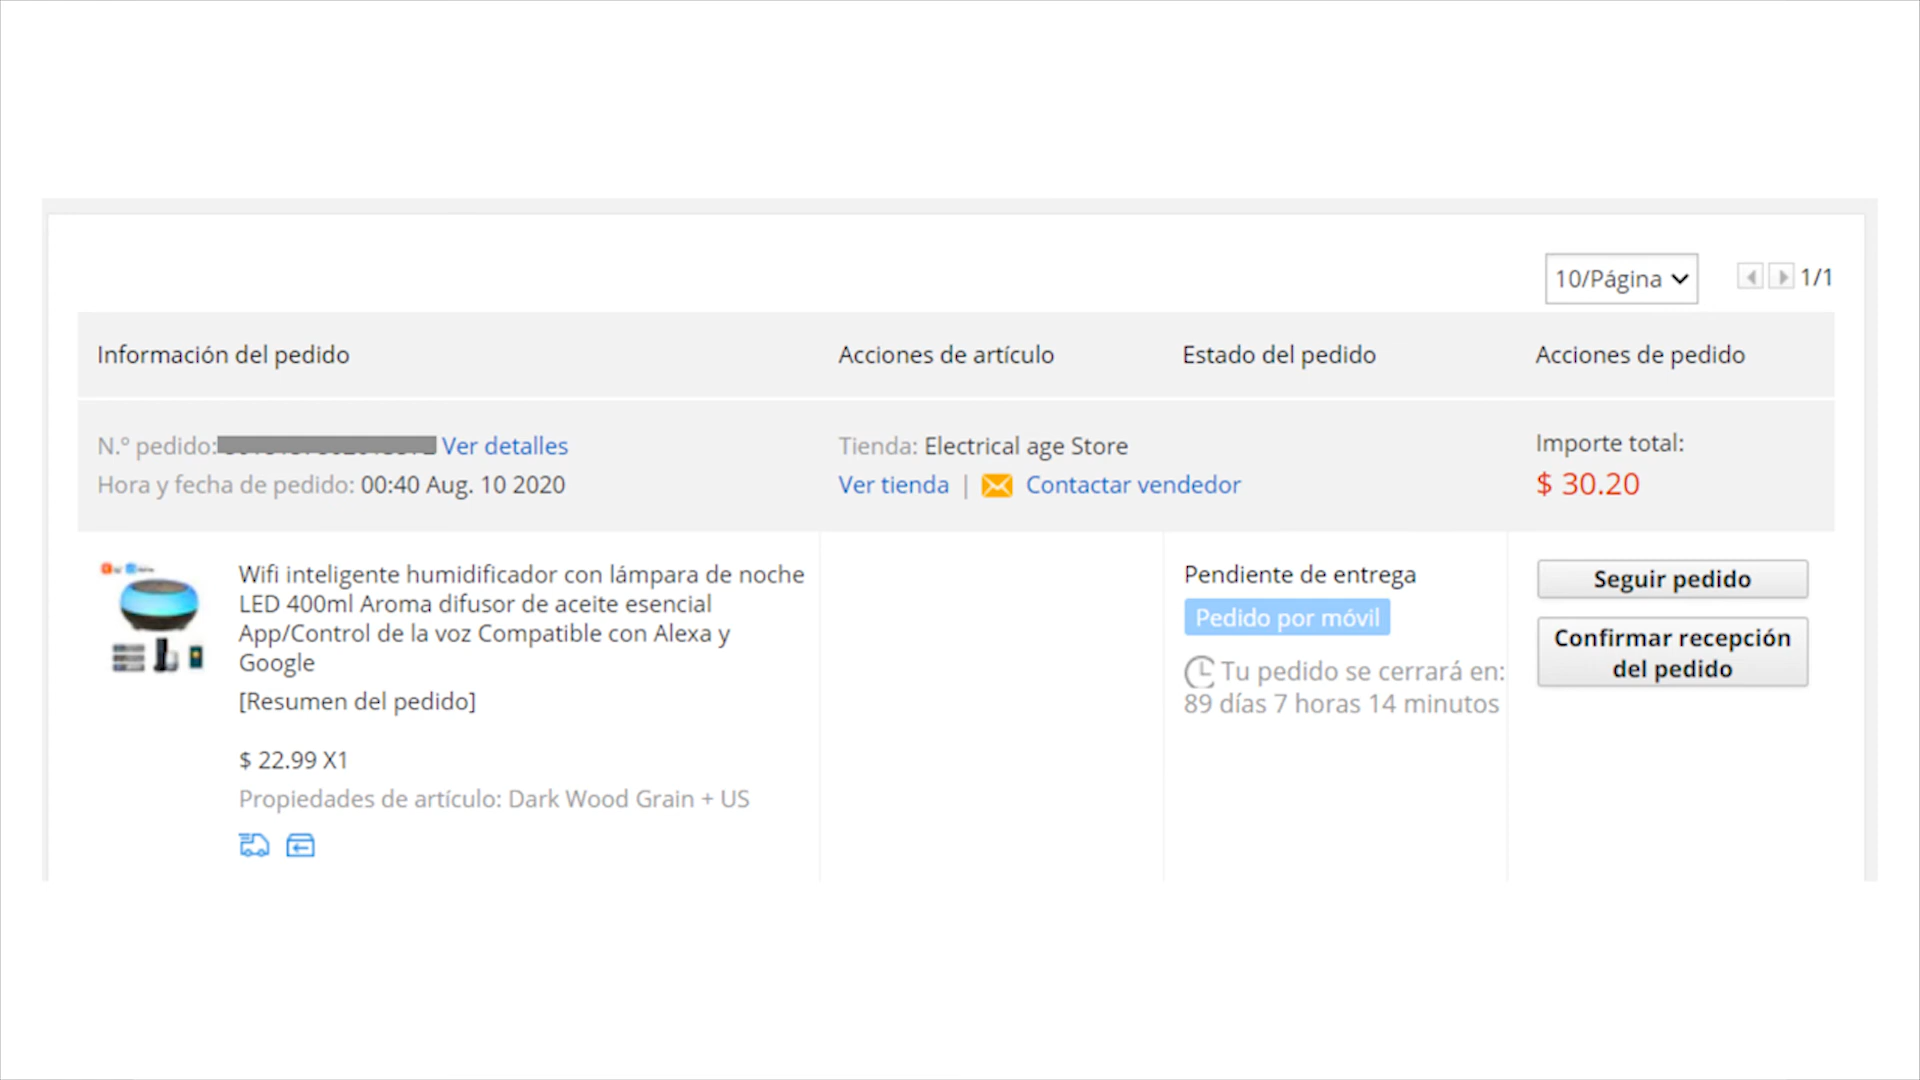 10/Página
1/1
Información del pedido
Acciones de artículo
Estado del pedido
Acciones de pedido
N.º pedido: Ver detalles
Hora y fecha de pedido: 00:40 Aug. 10 2020
Tienda: Electrical age Store
Ver tienda | Contactar vendedor
Importe total:
$ 30.20
Wifi inteligente humidificador con lámpara de noche
LED 400ml Aroma difusor de aceite esencial
App/Control de la voz Compatible con Alexa y
Google
[Resumen del pedido]
$ 22.99 X1
Propiedades de artículo: Dark Wood Grain + US
Pendiente de entrega
Pedido por móvil
Tu pedido se cerrará en:
89 días 7 horas 14 minutos
Seguir pedido
Confirmar recepción
del pedido